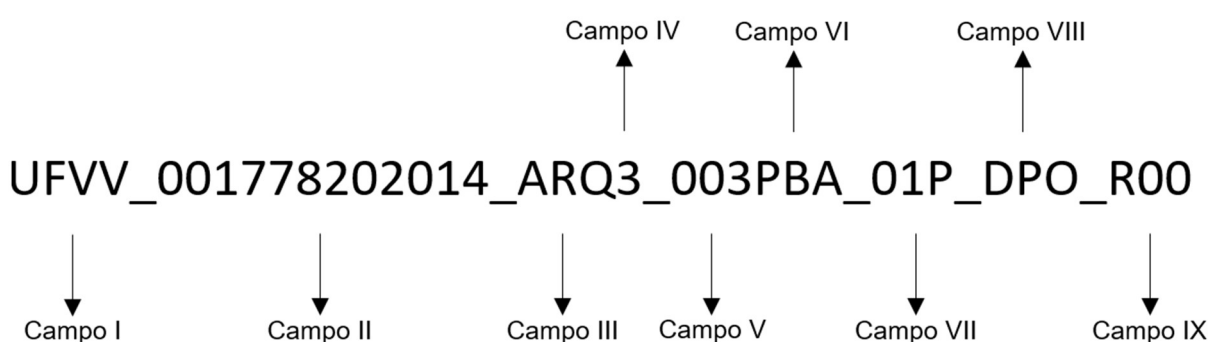 Campo IV Campo VI Campo VIII
UFVV_001778202014_ARQ3_003PBA_01P_DPO_R00
Campo I Campo II Campo III Campo V Campo VII Campo IX